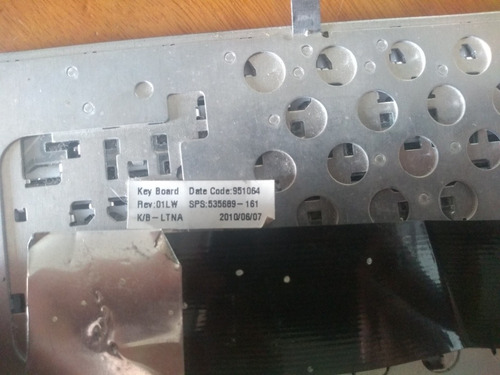 Key Board Date Code:951064
Rev:01LW SPS:535689-161
K/B-LTNA 2010/06/07